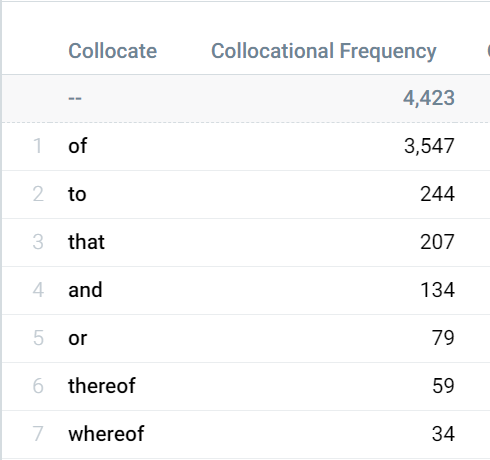 Collocate Collocational Frequency
-- 4,423
1 of 3,547
2 to 244
3 that 207
4 and 134
5 or 79
6 thereof 59
7 whereof 34